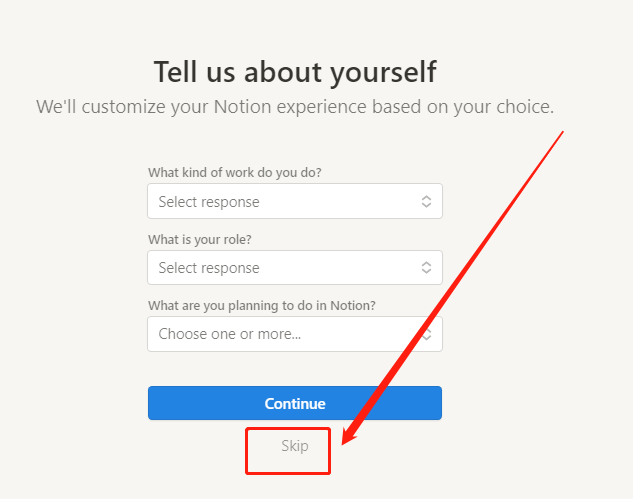 Tell us about yourself
We'll customize your Notion experience based on your choice.
What kind of work do you do?
Select response
What is your role?
Select response
What are you planning to do in Notion?
Choose one or more...
Continue
Skip